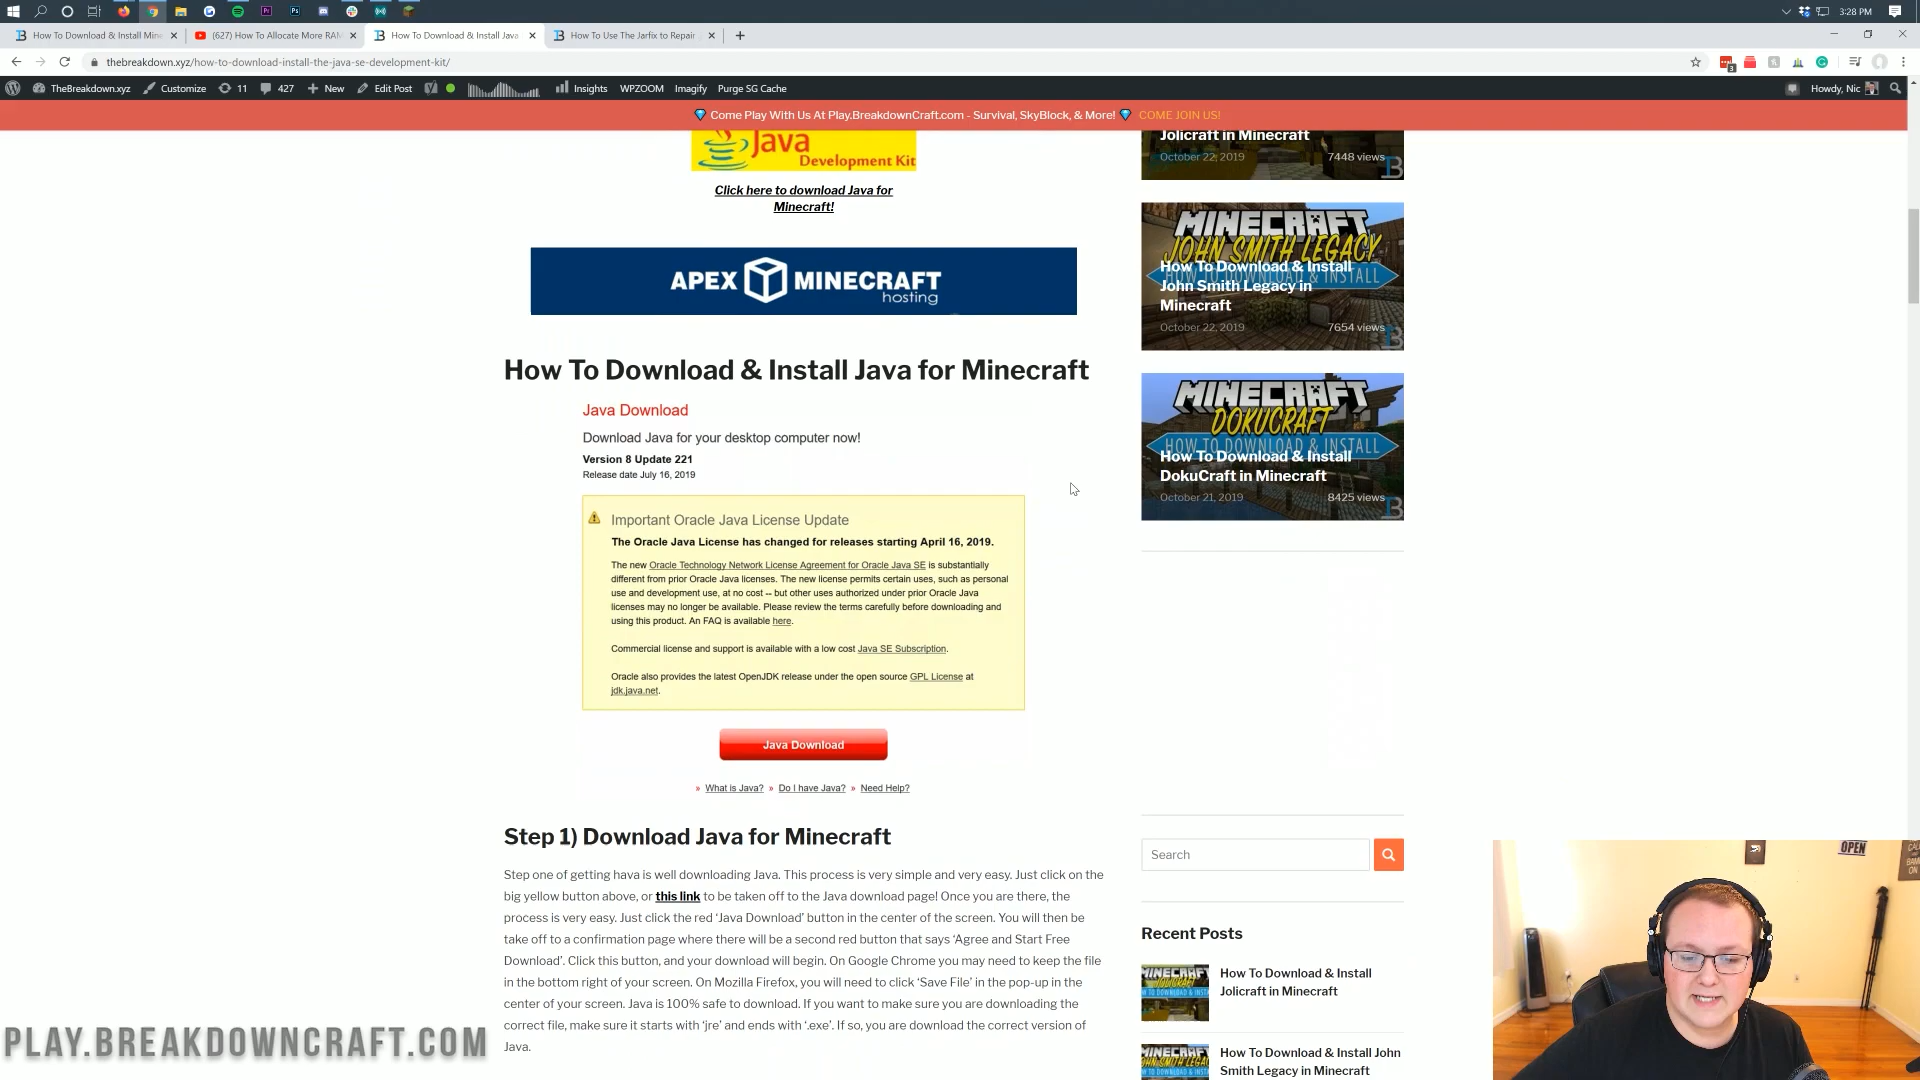 3:28 PM
How To Download & Install Min
(627) How To Allocate More RAM
How To Download & Install Java
How To Use The Jarfix to Repair
thebreakdown.xyz/how-to-download-install-the-java-se-development-kit/
3
TheBreakdown.xyz
Customize
11
427
New
Edit Post
Insights
WPZOOM
Imagify
Purge SG Cache
Howdy, Nic
Come Play With Us At Play.BreakdownCraft.com - Survival, SkyBlock, & More!
COME JOIN US!
Java
Development Kit
Click here to download Java for
Minecraft!
APEX MINECRAFT
hosting
How To Download & Install Java for Minecraft
Java Download
Download Java for your desktop computer now!
Version 8 Update 221
Release date July 16, 2019
Important Oracle Java License Update
The Oracle Java License has changed for releases starting April 16, 2019.
The new Oracle Technology Network License Agreement for Oracle Java SE is substantially
different from prior Oracle Java licenses. The new license permits certain uses, such as personal
use and development use, at no cost -- but other uses authorized under prior Oracle Java
licenses may no longer be available. Please review the terms carefully before downloading and
using this product. An FAQ is available here.
Commercial license and support is available with a low cost Java SE Subscription.
Oracle also provides the latest OpenJDK release under the open source GPL License at
jdk.java.net.
Java Download
» What is Java? » Do I have Java? » Need Help?
Step 1) Download Java for Minecraft
Step one of getting hava is well downloading Java. This process is very simple and very easy. Just click on the
big yellow button above, or this link to be taken off to the Java download page! Once you are there, the
process is very easy. Just click the red ‘Java Download’ button in the center of the screen. You will then be
take off to a confirmation page where there will be a second red button that says ‘Agree and Start Free
Download’. Click this button, and your download will begin. On Google Chrome you may need to keep the file
in the bottom right of your screen. On Mozilla Firefox, you will need to click ‘Save File’ in the pop-up in the
center of your screen. Java is 100% safe to download. If you want to make sure you are downloading the
correct file, make sure it starts with ‘jre’ and ends with ‘.exe’. If so, you are download the correct version of
Java.
Jolicraft in Minecraft
October 22, 2019
7448 views
MINECRAFT
JOHN SMITH LEGACY
HOW TO DOWNLOAD & INSTALL
How To Download & Install
John Smith Legacy in
Minecraft
October 22, 2019
7654 views
MINECRAFT
DOKUCRAFT
HOW TO DOWNLOAD & INSTALL
How To Download & Install
DokuCraft in Minecraft
October 21, 2019
8425 views
Search
Recent Posts
MINECRAFT
JOLICRAFT
How To Download & Install
Jolicraft in Minecraft
MINECRAFT
How To Download & Install John
Smith Legacy in Minecraft
OPEN
PLAY.BREAKDOWNCRAFT.COM